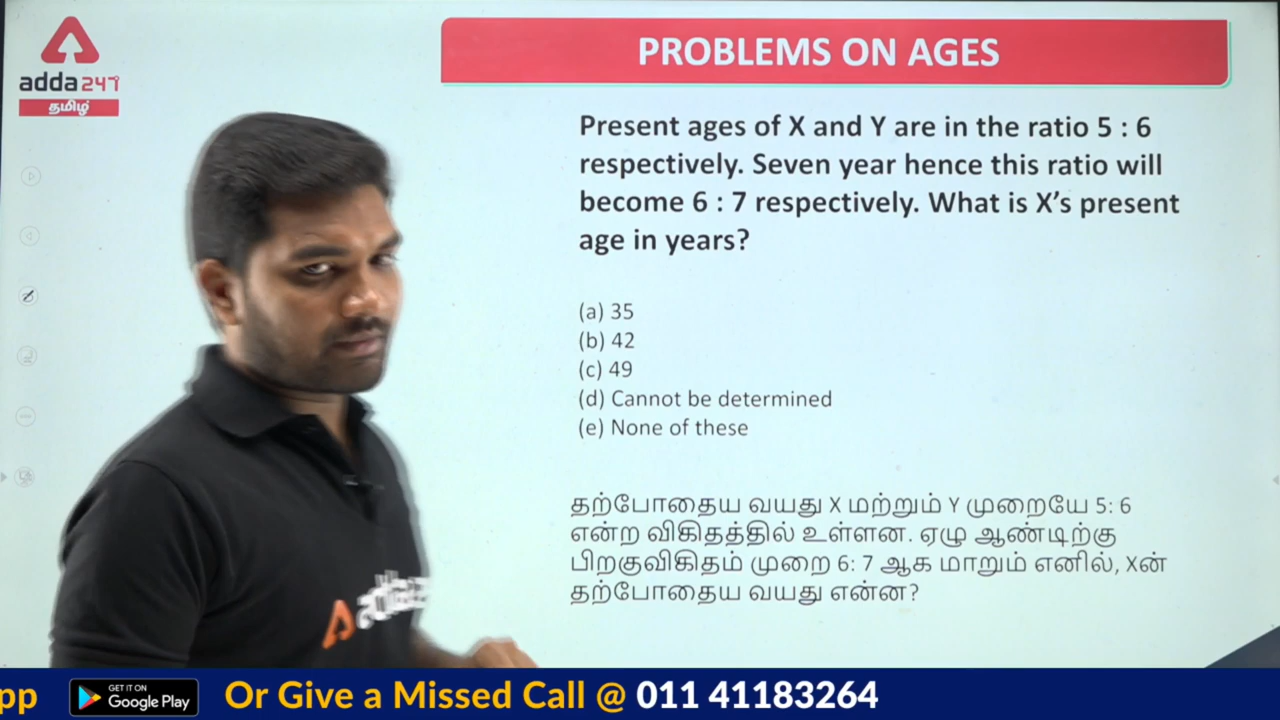 adda247
தமிழ்
PROBLEMS ON AGES
Present ages of X and Y are in the ratio 5 : 6
respectively. Seven year hence this ratio will
become 6 : 7 respectively. What is X’s present
age in years?
(a) 35
(b) 42
(c) 49
(d) Cannot be determined
(e) None of these
தற்போதைய வயது X மற்றும் Y முறையே 5: 6
என்ற விகிதத்தில் உள்ளன. ஏழு ஆண்டிற்கு
பிறகுவிகிதம் முறை 6: 7 ஆக மாறும் எனில், Xன்
தற்போதைய வயது என்ன?
pp GET IT ON Google Play Or Give a Missed Call @ 011 41183264